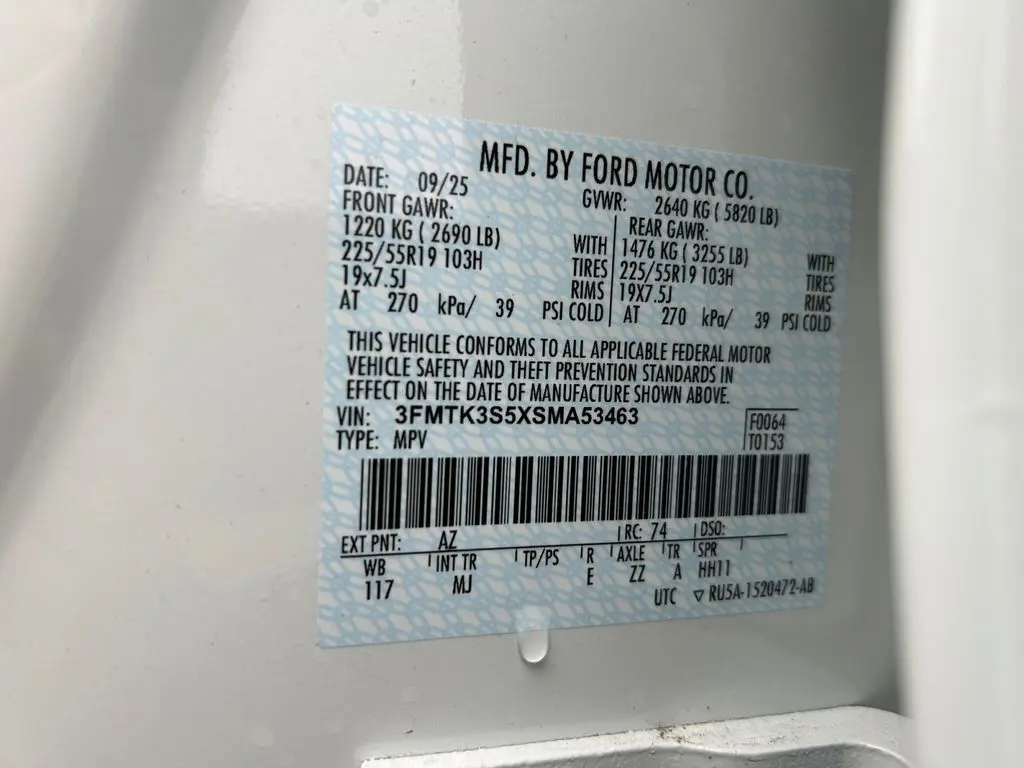 MFD. BY FORD MOTOR CO.
DATE: 09/25 GVWR: 2640 KG ( 5820 LB)
FRONT GAWR: REAR GAWR:
1220 KG ( 2690 LB) WITH 1476 KG ( 3255 LB) WITH
225/55R19 103H TIRES 225/55R19 103H TIRES
19x7.5J RIMS 19X7.5J RIMS
AT 270 kPa/ 39 PSI COLD AT 270 kPa/ 39 PSI COLD
THIS VEHICLE CONFORMS TO ALL APPLICABLE FEDERAL MOTOR
VEHICLE SAFETY AND THEFT PREVENTION STANDARDS IN
EFFECT ON THE DATE OF MANUFACTURE SHOWN ABOVE.
VIN: 3FMTK3S5XSMA53463 F0064
TYPE: MPV T0153
EXT PNT: AZ RC: 74 DSO:
WB INT TR TP/PS R AXLE TR SPR
117 MJ E ZZ A HH11
UTC ▽ RU5A-1520472-AB